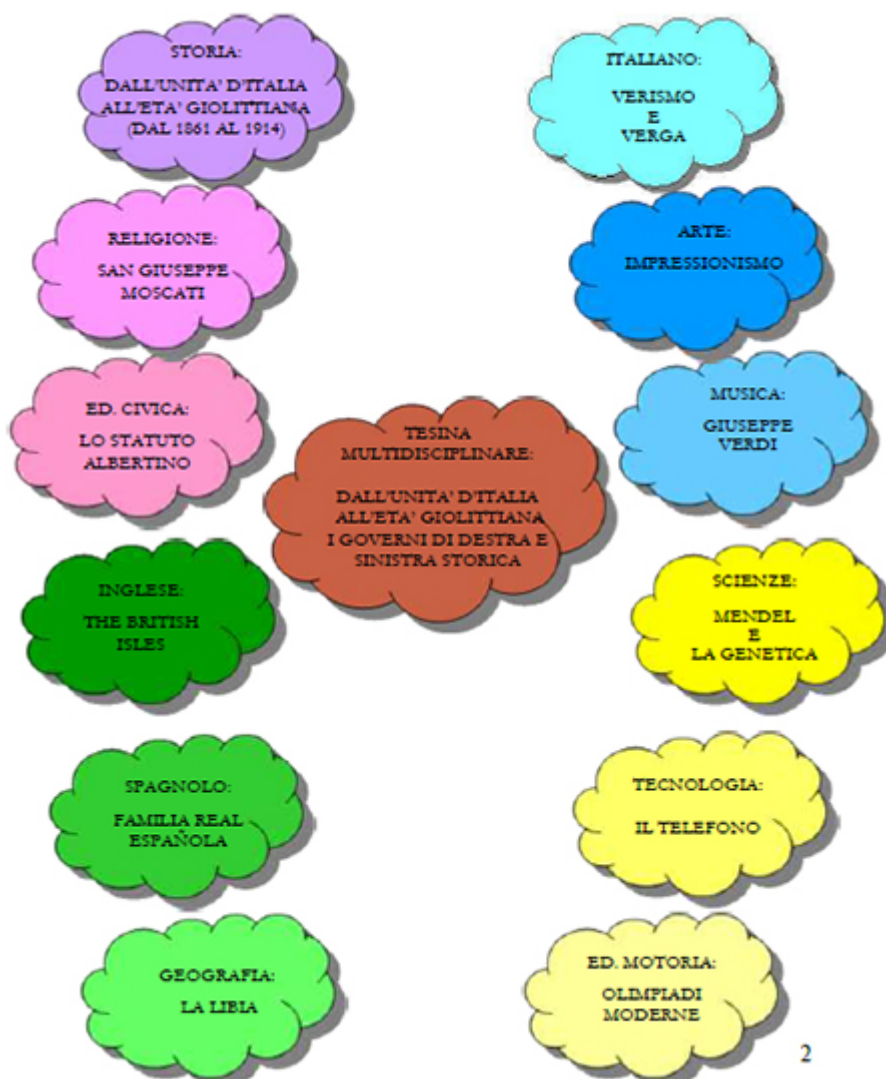 STORIA:
DALL'UNITA' D'ITALIA
ALL'ETA' GIOLITTIANA
(DAL 1861 AL 1914)
ITALIANO:
VERISMO
E
VERGA
RELIGIONE:
SAN GIUSEPPE
MOSCATI
ARTE:
IMPRESSIONISMO
ED. CIVICA:
LO STATUTO
ALBERTINO
TESINA
MULTIDISCIPLINARE:
DALL'UNITA' D'ITALIA
ALL'ETA' GIOLITTIANA
I GOVERNI DI DESTRA E
SINISTRA STORICA
MUSICA:
GIUSEPPE
VERDI
INGLESE:
THE BRITISH
ISLES
SCIENZE:
MENDEL
E
LA GENETICA
SPAGNOLO:
FAMILIA REAL
ESPAÑOLA
TECNOLOGIA:
IL TELEFONO
GEOGRAFIA:
LA LIBIA
ED. MOTORIA:
OLIMPIADI
MODERNE
2